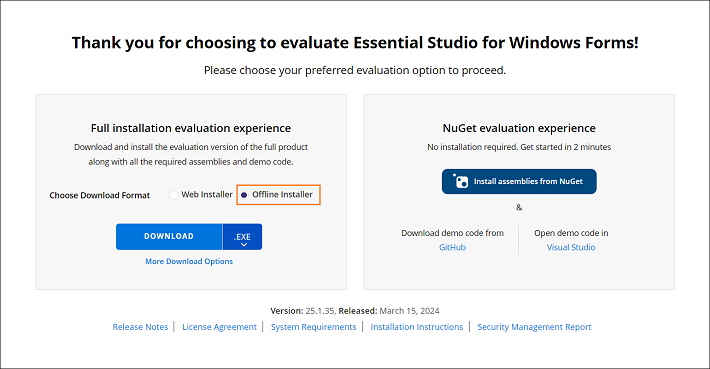 Thank you for choosing to evaluate Essential Studio for Windows Forms!
Please choose your preferred evaluation option to proceed.
Full installation evaluation experience
Download and install the evaluation version of the full product
along with all the required assemblies and demo code.
Choose Download Format
Web Installer
Offline Installer
DOWNLOAD
.EXE
More Download Options
NuGet evaluation experience
No installation required. Get started in 2 minutes
Install assemblies from NuGet
&
Download demo code from
GitHub
Open demo code in
Visual Studio
Version: 25.1.35, Released: March 15, 2024
Release Notes | License Agreement | System Requirements | Installation Instructions | Security Management Report